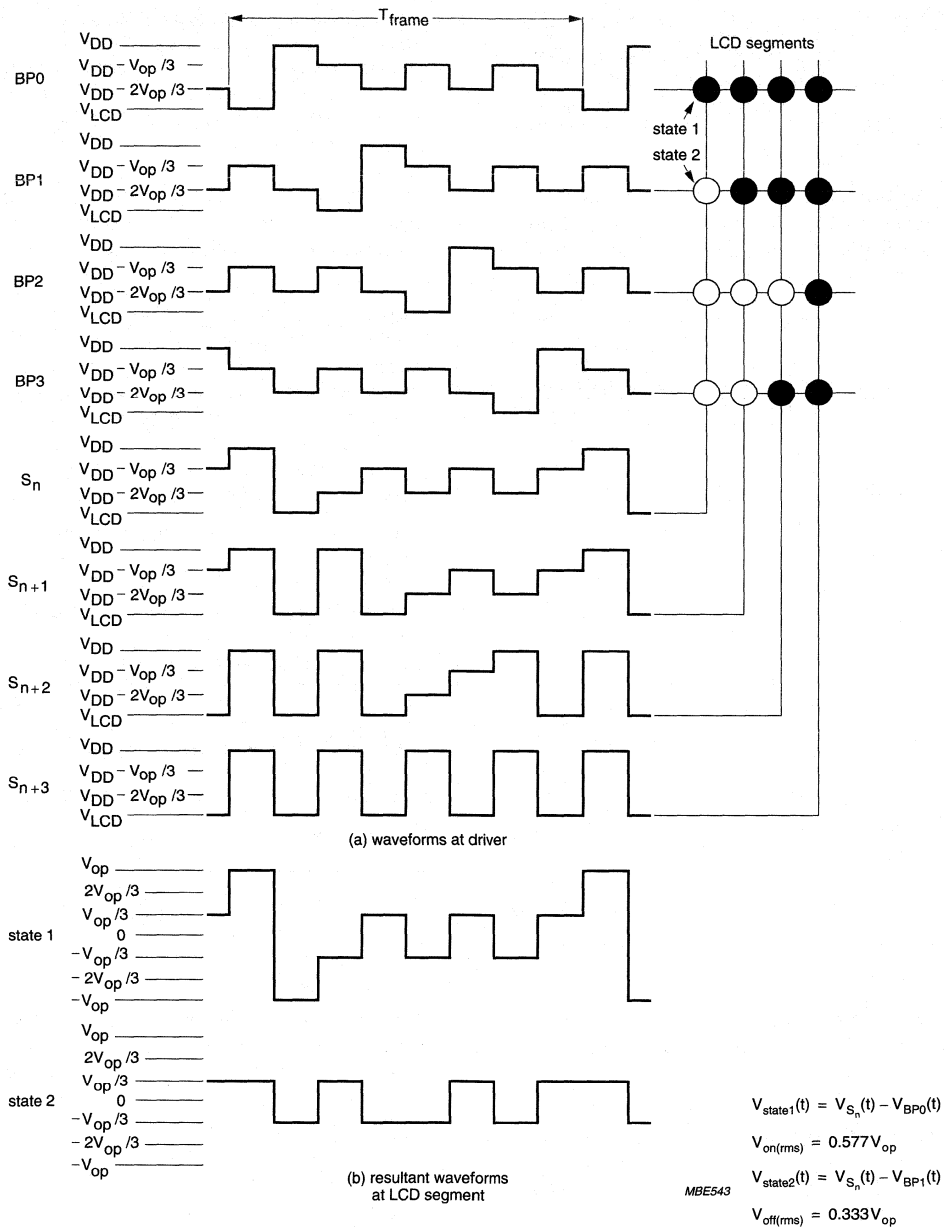 T_frame
LCD segments
BP0
V_DD
V_DD − V_op /3
V_DD − 2V_op /3
V_LCD
state 1
state 2
BP1
V_DD
V_DD − V_op /3
V_DD − 2V_op /3
V_LCD
BP2
V_DD
V_DD − V_op /3
V_DD − 2V_op /3
V_LCD
BP3
V_DD
V_DD − V_op /3
V_DD − 2V_op /3
V_LCD
S_n
V_DD
V_DD − V_op /3
V_DD − 2V_op /3
V_LCD
S_n+1
V_DD
V_DD − V_op /3
V_DD − 2V_op /3
V_LCD
S_n+2
V_DD
V_DD − V_op /3
V_DD − 2V_op /3
V_LCD
S_n+3
V_DD
V_DD − V_op /3
V_DD − 2V_op /3
V_LCD
(a) waveforms at driver
state 1
V_op
2V_op /3
V_op /3
0
− V_op /3
− 2V_op /3
− V_op
state 2
V_op
2V_op /3
V_op /3
0
− V_op /3
− 2V_op /3
− V_op
(b) resultant waveforms
at LCD segment
MBE543
V_state1(t) = V_Sn(t) − V_BP0(t)
V_on(rms) = 0.577V_op
V_state2(t) = V_Sn(t) − V_BP1(t)
V_off(rms) = 0.333V_op